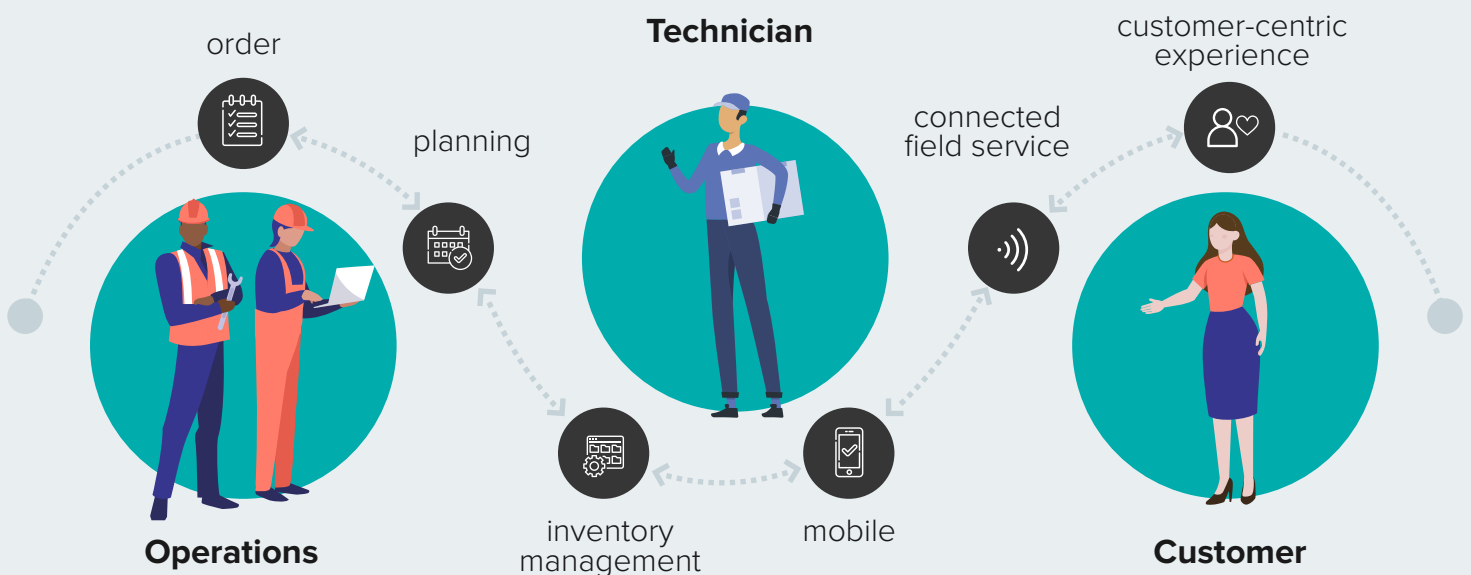 order
planning
Operations
Technician
inventory
management
mobile
connected
field service
customer-centric
experience
Customer